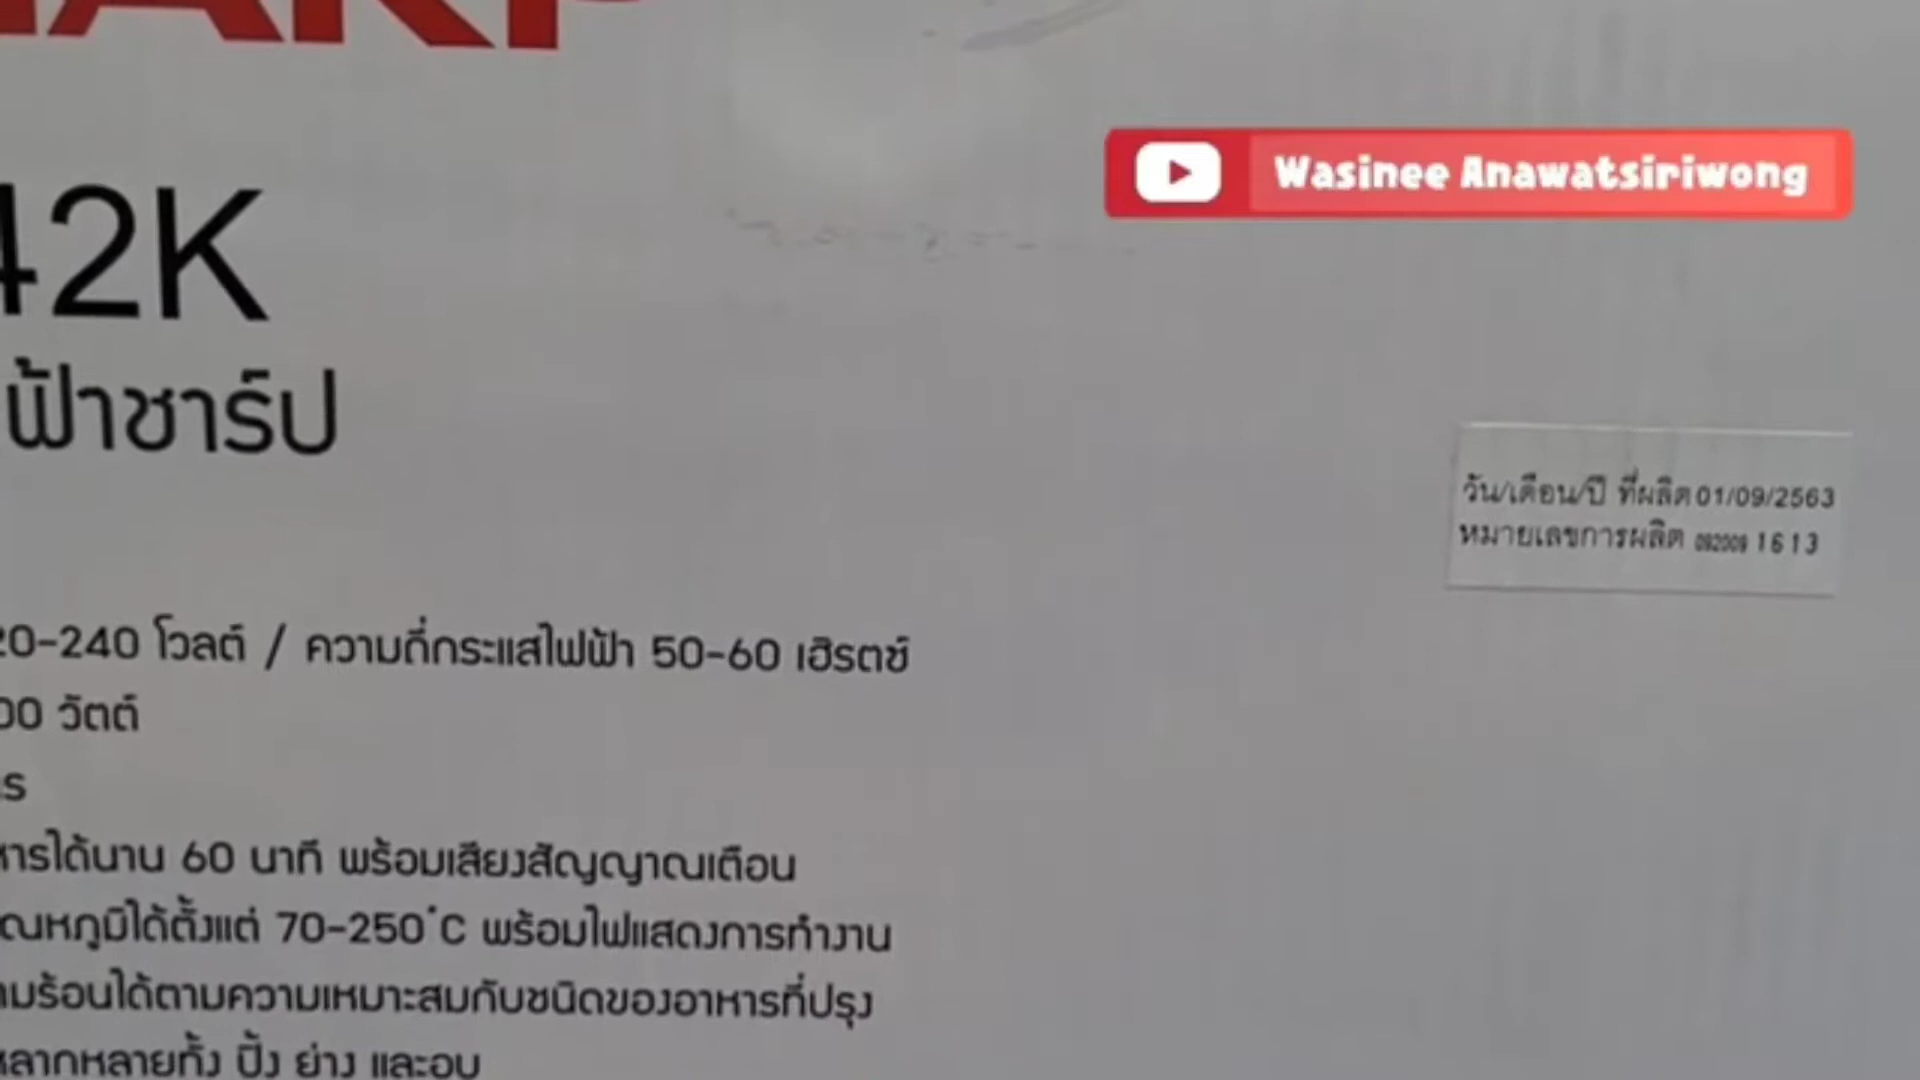 Wasinee Anawatsiriwong
42K
ฟ้าชาร์ป
วัน/เดือน/ปี ที่ผลิต 01/09/2563
หมายเลขการผลิต 092009 1613
20-240 โวลต์ / ความถี่กระแสไฟฟ้า 50-60 เฮิรตซ์
00 วัตต์
หารได้นาน 60 นาที พร้อมเสียงสัญญาณเตือน
ณหภูมิได้ตั้งแต่ 70-250°C พร้อมไฟแสดงการทำงาน
ามร้อนได้ตามความเหมาะสมกับชนิดของอาหารที่ปรุง
หลากหลายทั้ง ปิ้ง ย่าง และอบ